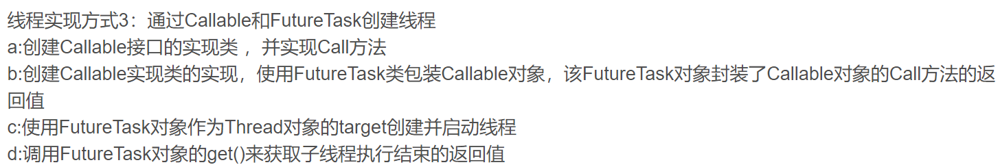 线程实现方式3：通过Callable和FutureTask创建线程
a:创建Callable接口的实现类 ，并实现Call方法
b:创建Callable实现类的实现，使用FutureTask类包装Callable对象，该FutureTask对象封装了Callable对象的Call方法的返
回值
c:使用FutureTask对象作为Thread对象的target创建并启动线程
d:调用FutureTask对象的get()来获取子线程执行结束的返回值